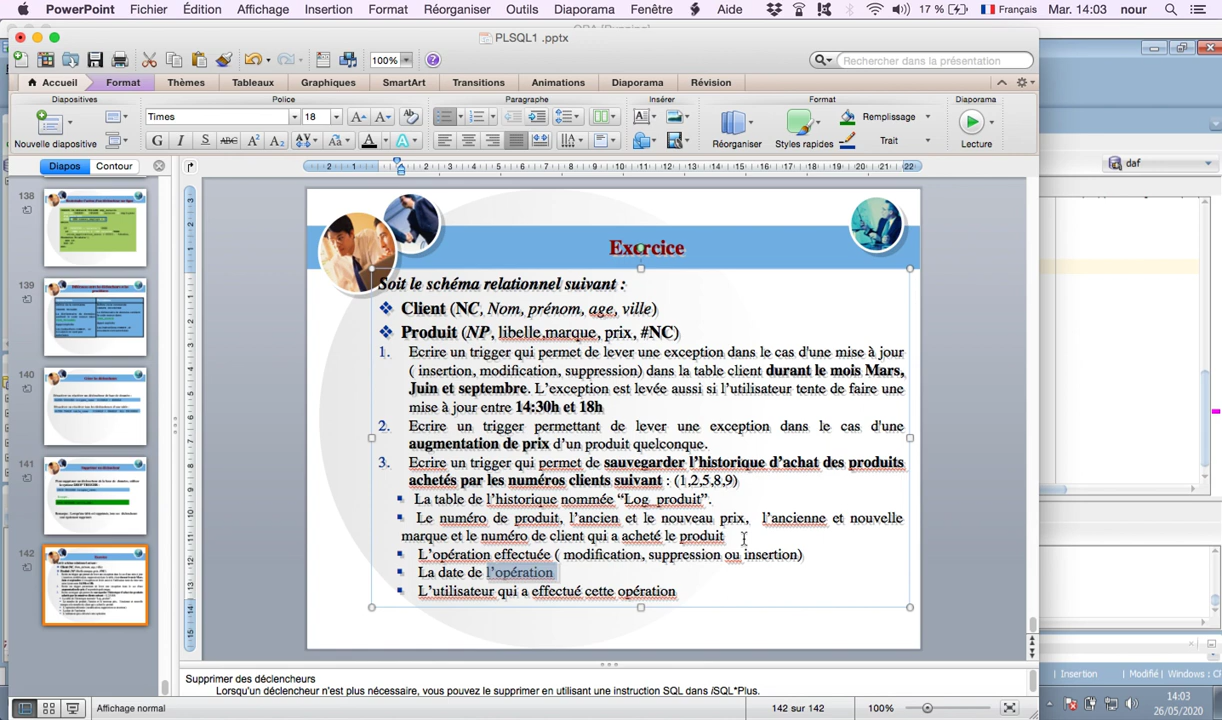 PowerPoint Fichier Édition Affichage Insertion Format Réorganiser Outils Diaporama Fenêtre Aide 17 % Français Mar. 14:03 nour
PLSQL1 .pptx
100% Rechercher dans la présentation
Accueil Format Thèmes Tableaux Graphiques SmartArt Transitions Animations Diaporama Révision
Diapositives Police Paragraphe Insérer Format Diaporama
Times 18 Remplissage
Nouvelle diapositive Réorganiser Styles rapides Trait Lecture
daf
Diapos Contour
138
139
140
141
142
Exercice
Soit le schéma relationnel suivant :
Client (NC, Nom, prénom, age, ville)
Produit (NP, libelle,marque, prix, #NC)
1. Ecrire un trigger qui permet de lever une exception dans le cas d'une mise à jour
( insertion, modification, suppression) dans la table client durant le mois Mars,
Juin et septembre. L’exception est levée aussi si l’utilisateur tente de faire une
mise à jour entre 14:30h et 18h
2. Ecrire un trigger permettant de lever une exception dans le cas d'une
augmentation de prix d’un produit quelconque.
3. Ecrire un trigger qui permet de sauvegarder l’historique d’achat des produits
achetés par les numéros clients suivant : (1,2,5,8,9)
La table de l’historique nommée “Log_produit”.
Le numéro de produit, l’ancien et le nouveau prix, l’ancienne et nouvelle
marque et le numéro de client qui a acheté le produit
L’opération effectuée ( modification, suppression ou insertion)
La date de l’opération
L’utilisateur qui a effectué cette opération
Supprimer des déclencheurs
Lorsqu'un déclencheur n'est plus nécessaire, vous pouvez le supprimer en utilisant une instruction SQL dans iSQL*Plus.
Affichage normal 142 sur 142 100%
Insertion Modifié Windows: C
14:03
26/05/2020